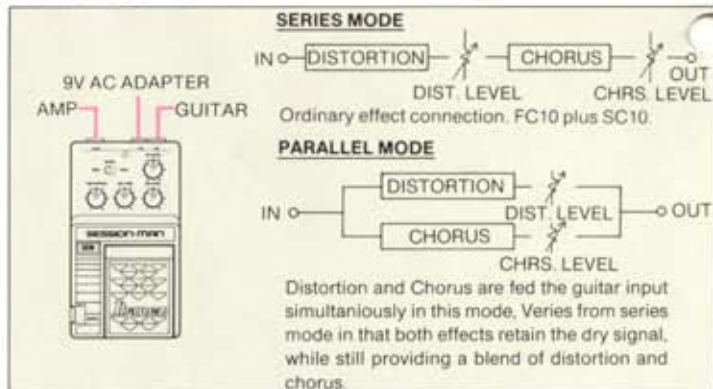 SERIES MODE
IN DISTORTION CHORUS OUT
DIST. LEVEL CHRS. LEVEL
Ordinary effect connection. FC10 plus SC10.
9V AC ADAPTER
AMP GUITAR
SESSION-MAN
PARALLEL MODE
DISTORTION
IN DIST. LEVEL OUT
CHORUS
CHRS. LEVEL
Distortion and Chorus are fed the guitar input
simultaniously in this mode, Veries from series
mode in that both effects retain the dry signal,
while still providing a blend of distortion and
chorus.